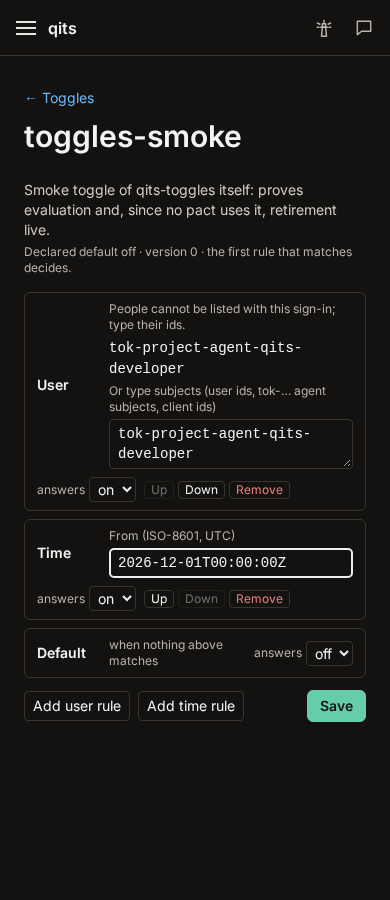 qits
← Toggles
toggles-smoke
Smoke toggle of qits-toggles itself: proves
evaluation and, since no pact uses it, retirement
live.
Declared default off · version 0 · the first rule that matches
decides.
People cannot be listed with this sign-in;
type their ids.
tok-project-agent-qits-
developer
User
Or type subjects (user ids, tok-... agent
subjects, client ids)
tok-project-agent-qits-
developer
answers on Up Down Remove
From (ISO-8601, UTC)
Time
2026-12-01T00:00:00Z
answers on Up Down Remove
Default when nothing above
matches
answers off
Add user rule Add time rule Save